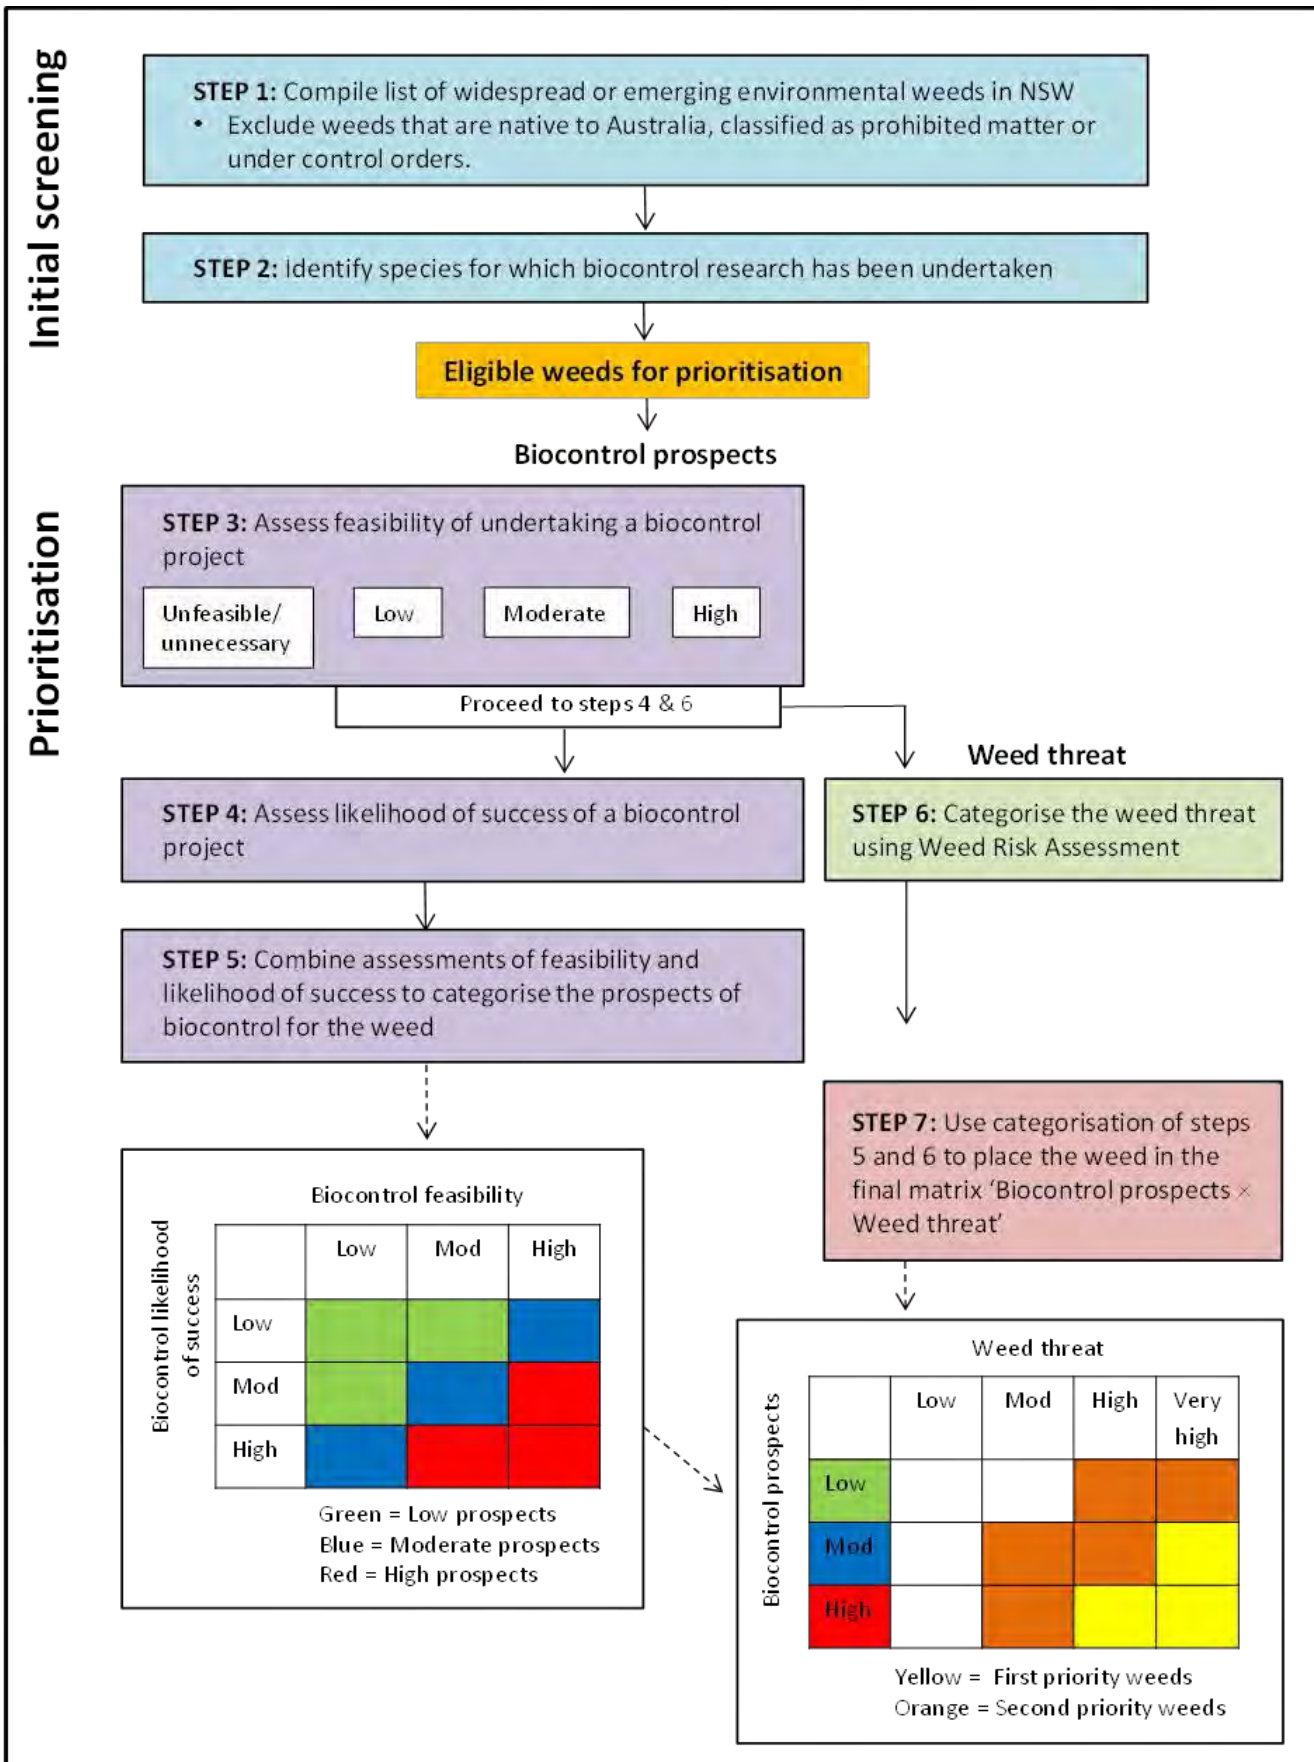 Initial screening
STEP 1: Compile list of widespread or emerging environmental weeds in NSW
• Exclude weeds that are native to Australia, classified as prohibited matter or
under control orders.
STEP 2: Identify species for which biocontrol research has been undertaken
Eligible weeds for prioritisation
Prioritisation
Biocontrol prospects
STEP 3: Assess feasibility of undertaking a biocontrol
project
Unfeasible/
unnecessary
Low
Moderate
High
Proceed to steps 4 & 6
Weed threat
STEP 4: Assess likelihood of success of a biocontrol
project
STEP 6: Categorise the weed threat
using Weed Risk Assessment
STEP 5: Combine assessments of feasibility and
likelihood of success to categorise the prospects of
biocontrol for the weed
STEP 7: Use categorisation of steps
5 and 6 to place the weed in the
final matrix ‘Biocontrol prospects ×
Weed threat’
Biocontrol feasibility
Biocontrol likelihood
of success
Low Mod High
Low
Mod
High
Green = Low prospects
Blue = Moderate prospects
Red = High prospects
Weed threat
Biocontrol prospects
Low Mod High Very
high
Low
Mod
High
Yellow = First priority weeds
Orange = Second priority weeds